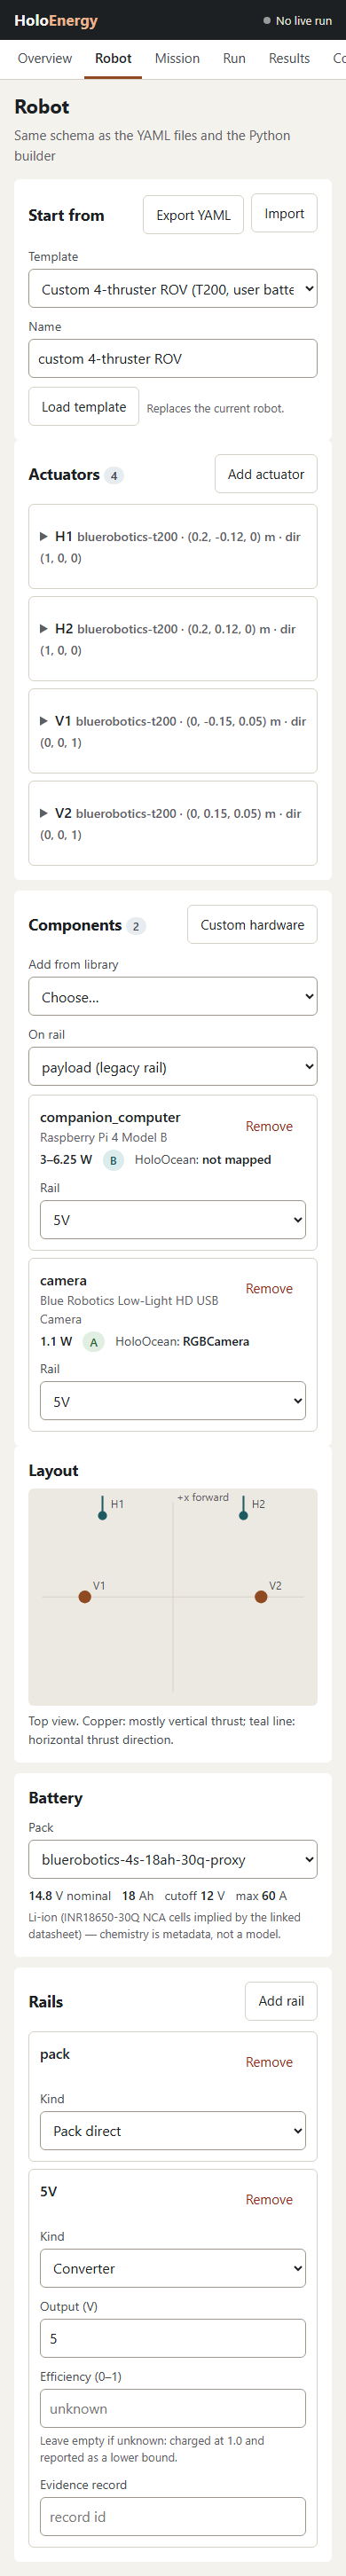 HoloEnergy
No live run
Overview Robot Mission Run Results
Robot
Same schema as the YAML files and the Python
builder
Start from
Export YAML
Import
Template
Custom 4-thruster ROV (T200, user batte
Name
custom 4-thruster ROV
Load template
Replaces the current robot.
Actuators 4
Add actuator
H1 bluerobotics-t200 · (0.2, -0.12, 0) m · dir
(1, 0, 0)
H2 bluerobotics-t200 · (0.2, 0.12, 0) m · dir
(1, 0, 0)
V1 bluerobotics-t200 · (0, -0.15, 0.05) m · dir
(0, 0, 1)
V2 bluerobotics-t200 · (0, 0.15, 0.05) m · dir
(0, 0, 1)
Components 2
Custom hardware
Add from library
Choose...
On rail
payload (legacy rail)
companion_computer
Remove
Raspberry Pi 4 Model B
3–6.25 W B HoloOcean: not mapped
Rail
5V
camera
Remove
Blue Robotics Low-Light HD USB
Camera
1.1 W A HoloOcean: RGBCamera
Rail
5V
Layout
+x forward
H1
H2
V1
V2
Top view. Copper: mostly vertical thrust; teal line:
horizontal thrust direction.
Battery
Pack
bluerobotics-4s-18ah-30q-proxy
14.8 V nominal 18 Ah cutoff 12 V max 60 A
Li-ion (INR18650-30Q NCA cells implied by the linked
datasheet) — chemistry is metadata, not a model.
Rails
Add rail
pack
Remove
Kind
Pack direct
5V
Remove
Kind
Converter
Output (V)
5
Efficiency (0–1)
unknown
Leave empty if unknown: charged at 1.0 and
reported as a lower bound.
Evidence record
record id